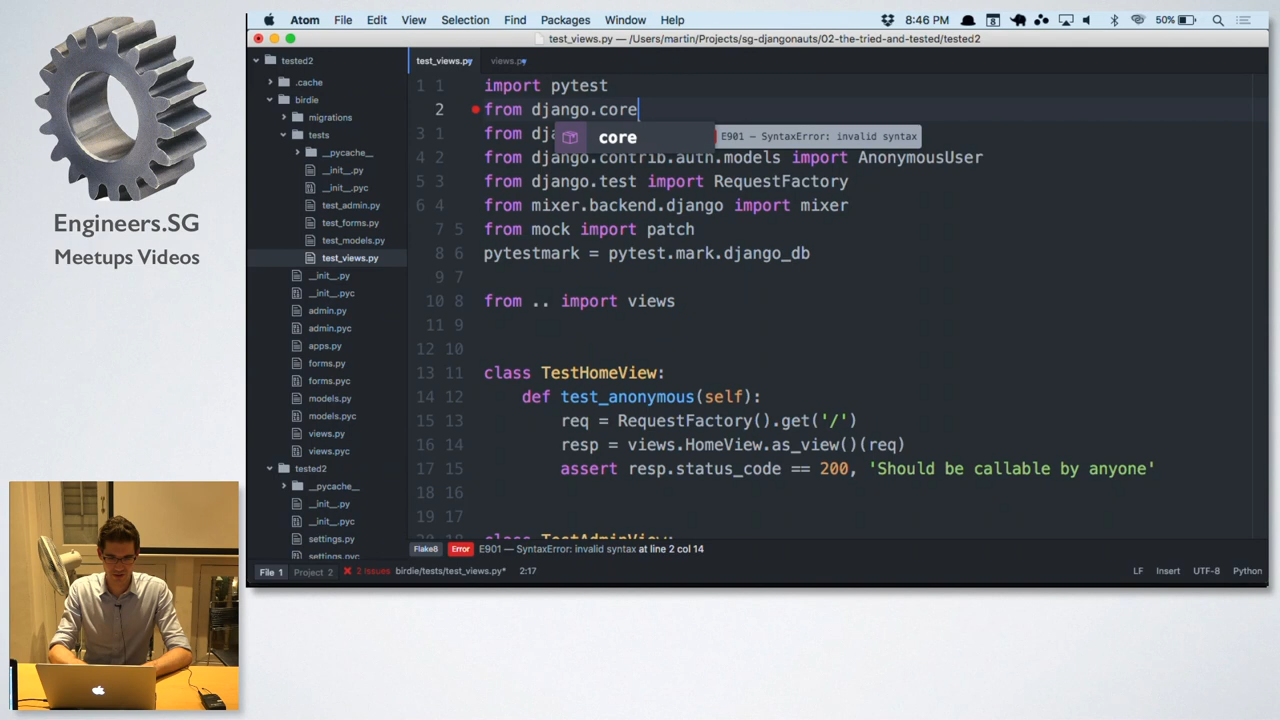 Engineers.SG
Meetups Videos
Atom File Edit View Selection Find Packages Window Help
8:46 PM 8 50%
test_views.py — /Users/martin/Projects/sg-djangonauts/02-the-tried-and-tested/tested2
tested2
.cache
birdie
migrations
tests
__pycache__
__init__.py
__init__.pyc
test_admin.py
test_forms.py
test_models.py
test_views.py
__init__.py
__init__.pyc
admin.py
admin.pyc
apps.py
forms.py
forms.pyc
models.py
models.pyc
views.py
views.pyc
tested2
__pycache__
__init__.py
__init__.pyc
settings.py
settings.pyc
test_views.py views.py
1 1 import pytest
2 from django.core
core
E901 — SyntaxError: invalid syntax
3 1 from dja
4 2 from django.contrib.auth.models import AnonymousUser
5 3 from django.test import RequestFactory
6 4 from mixer.backend.django import mixer
7 5 from mock import patch
8 6 pytestmark = pytest.mark.django_db
9 7
10 8 from .. import views
11 9
12 10
13 11 class TestHomeView:
14 12 def test_anonymous(self):
15 13 req = RequestFactory().get('/')
16 14 resp = views.HomeView.as_view()(req)
17 15 assert resp.status_code == 200, 'Should be callable by anyone'
18 16
19 17
20 18 class TestAdminView:
Flake8 Error E901 — SyntaxError: invalid syntax at line 2 col 14
File 1 Project 2 2 Issues birdie/tests/test_views.py* 2:17 LF Insert UTF-8 Python